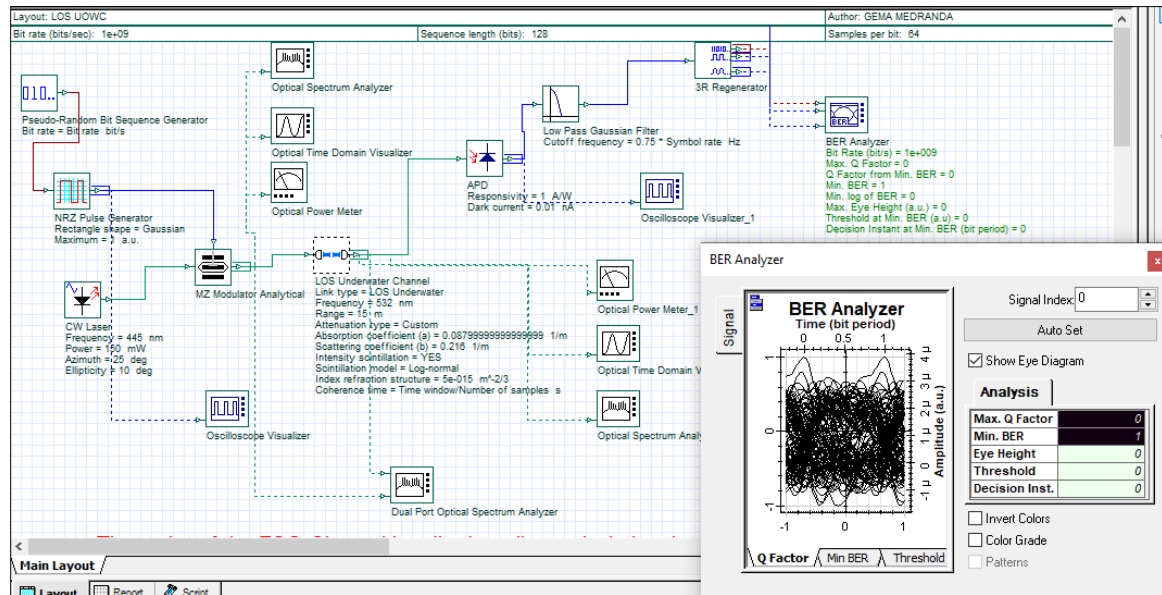 Layout: LOS UOWC
Author: GEMA MEDRANDA
Bit rate (bits/sec): 1e+09
Sequence length (bits): 128
Samples per bit: 64
Optical Spectrum Analyzer
Pseudo-Random Bit Sequence Generator
Bit rate = Bit rate bit/s
Optical Time Domain Visualizer
Optical Power Meter
NRZ Pulse Generator
Rectangle shape = Gaussian
Maximum = 1 a.u.
MZ Modulator Analytical
CW Laser
Frequency = 445 nm
Power = 150 mW
Azimuth = -25 deg
Ellipticity = 10 deg
Oscilloscope Visualizer
LOS Underwater Channel
Link type = LOS Underwater
Frequency = 532 nm
Range = 15 m
Attenuation type = Custom
Absorption coefficient (a) = 0.08799999999999999 1/m
Scattering coefficient (b) = 0.216 1/m
Intensity scintillation = YES
Scintillation model = Log-normal
Index refraction structure = 5e-015 m^-2/3
Coherence time = Time window/Number of samples s
APD
Responsivity = 1 A/W
Dark current = 0.01 nA
Low Pass Gaussian Filter
Cutoff frequency = 0.75 * Symbol rate Hz
3R Regenerator
Oscilloscope Visualizer_1
BER
BER Analyzer
Bit Rate (bit/s) = 1e+009
Max. Q Factor = 0
Q Factor from Min. BER = 0
Min. BER = 1
Min. log of BER = 0
Max. Eye Height (a.u.) = 0
Threshold at Min. BER (a.u) = 0
Decision Instant at Min. BER (bit period) = 0
Optical Power Meter_1
Optical Time Domain V
Optical Spectrum Analy
Dual Port Optical Spectrum Analyzer
Main Layout
Layout
Report
Script
BER Analyzer
x
Signal
BER Analyzer
Time (bit period)
0 0.5 1
1
0
-1
4 µ
3 µ
2 µ
1 µ
0
-1 µ
Amplitude (a.u.)
-1 0 1
Q Factor
Min BER
Threshold
Signal Index: 0
Auto Set
Show Eye Diagram
Analysis
Max. Q Factor 0
Min. BER 1
Eye Height 0
Threshold 0
Decision Inst. 0
Invert Colors
Color Grade
Patterns